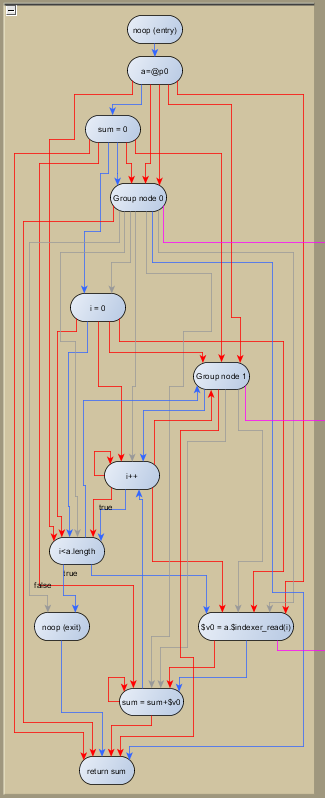 noop (entry)
a=@p0
sum = 0
Group node 0
i = 0
Group node 1
i++
true
i<a.length
true
false
noop (exit)
$v0 = a.$indexer_read(i)
sum = sum+$v0
return sum